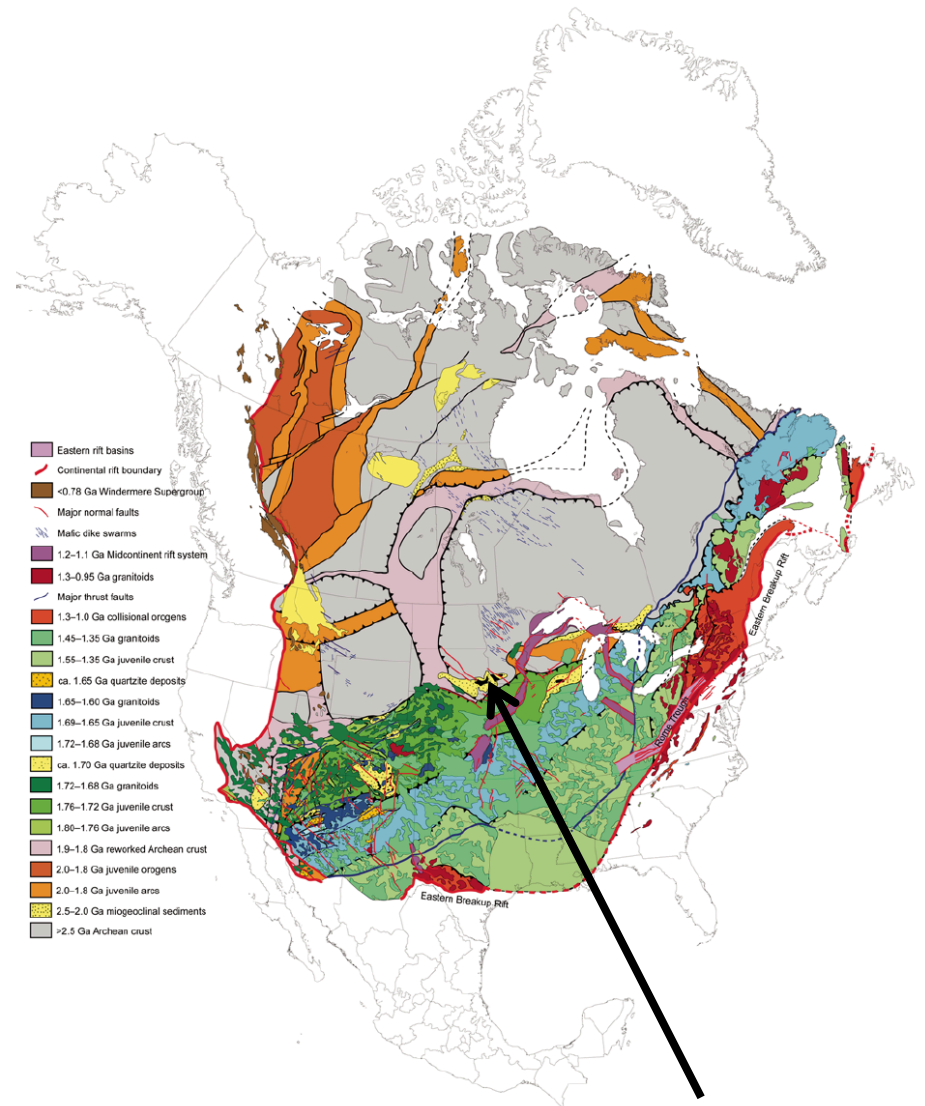 Eastern rift basins
Continental rift boundary
<0.78 Ga Windermere Supergroup
Major normal faults
Mafic dike swarms
1.2–1.1 Ga Midcontinent rift system
1.3–0.95 Ga granitoids
Major thrust faults
1.3–1.0 Ga collisional orogens
1.45–1.35 Ga granitoids
1.55–1.35 Ga juvenile crust
ca. 1.65 Ga quartzite deposits
1.65–1.60 Ga granitoids
1.69–1.65 Ga juvenile crust
1.72–1.68 Ga juvenile arcs
ca. 1.70 Ga quartzite deposits
1.72–1.68 Ga granitoids
1.76–1.72 Ga juvenile crust
1.80–1.76 Ga juvenile arcs
1.9–1.8 Ga reworked Archean crust
2.0–1.8 Ga juvenile orogens
2.0–1.8 Ga juvenile arcs
2.5–2.0 Ga miogeoclinal sediments
>2.5 Ga Archean crust
Eastern Breakup Rift
Rome Trough
Eastern Breakup Rift